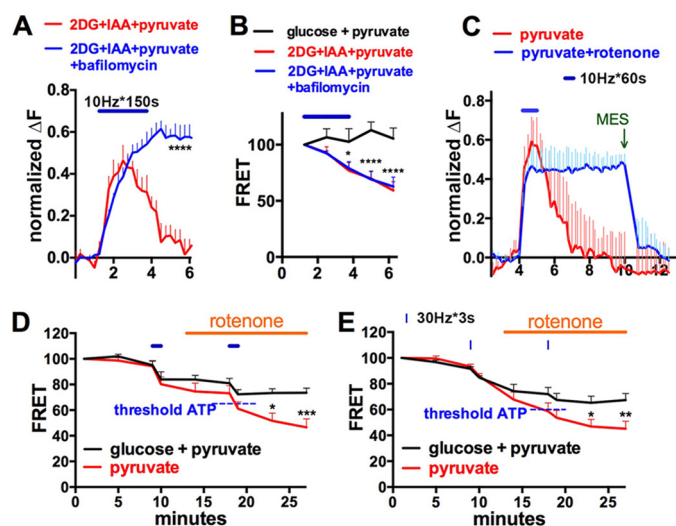 A
2DG+IAA+pyruvate
2DG+IAA+pyruvate
+bafilomycin
10Hz*150s
normalized ΔF
0.8
0.6
0.4
0.2
0.0
****
2 4 6
B
glucose + pyruvate
2DG+IAA+pyruvate
2DG+IAA+pyruvate
+bafilomycin
FRET
100
75
50
* **** ****
0 2 4 6
C
pyruvate
pyruvate+rotenone
10Hz*60s
MES
normalized ΔF
0.8
0.6
0.4
0.2
0.0
2 4 6 8 10 12
D
rotenone
FRET
120
100
80
60
40
20
0
threshold ATP
* ***
glucose + pyruvate
pyruvate
0 5 10 15 20 25
minutes
E
30Hz*3s
rotenone
FRET
120
100
80
60
40
20
0
threshold ATP
* **
glucose + pyruvate
pyruvate
0 5 10 15 20 25
minutes